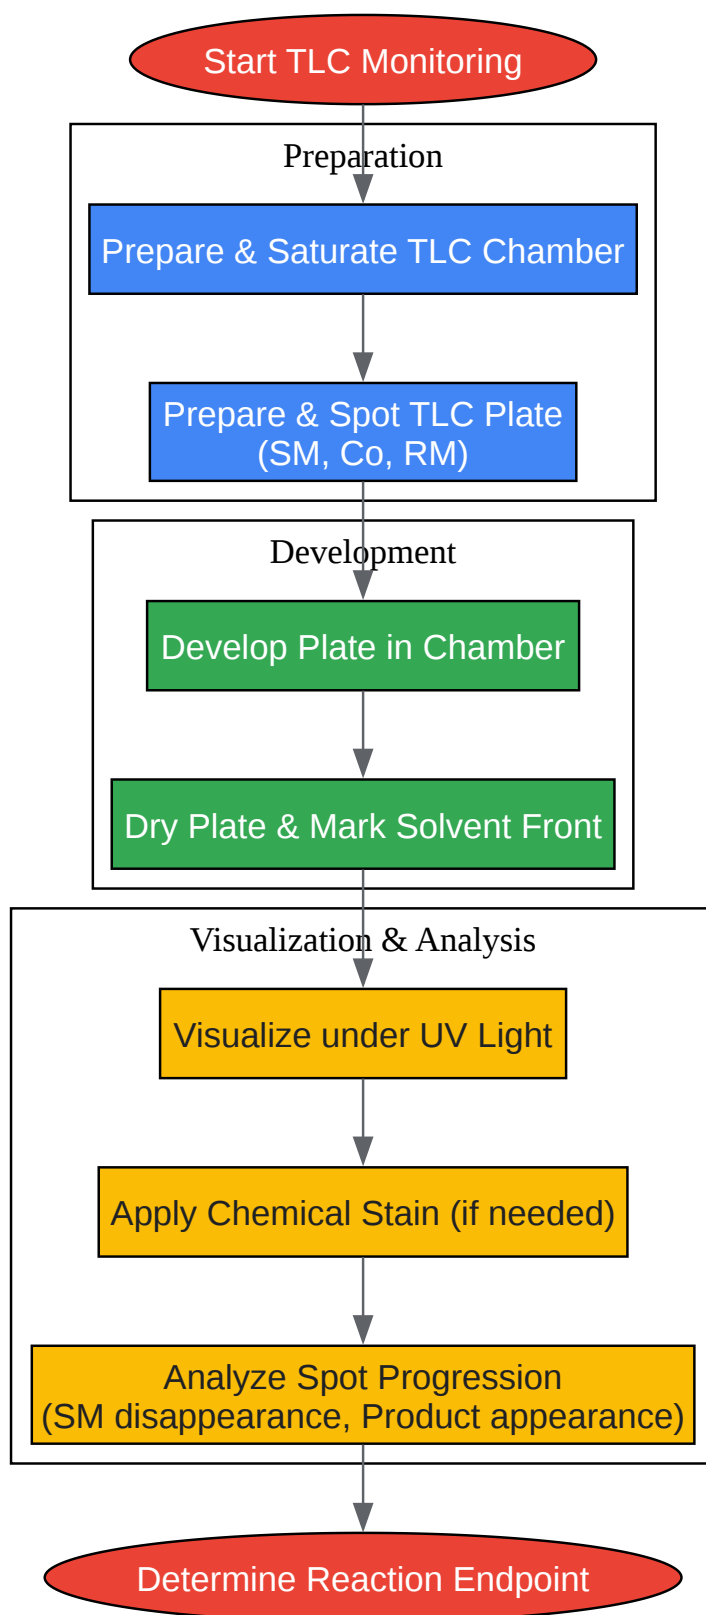 Start TLC Monitoring
Preparation
Prepare & Saturate TLC Chamber
Prepare & Spot TLC Plate
(SM, Co, RM)
Development
Develop Plate in Chamber
Dry Plate & Mark Solvent Front
Visualization & Analysis
Visualize under UV Light
Apply Chemical Stain (if needed)
Analyze Spot Progression
(SM disappearance, Product appearance)
Determine Reaction Endpoint